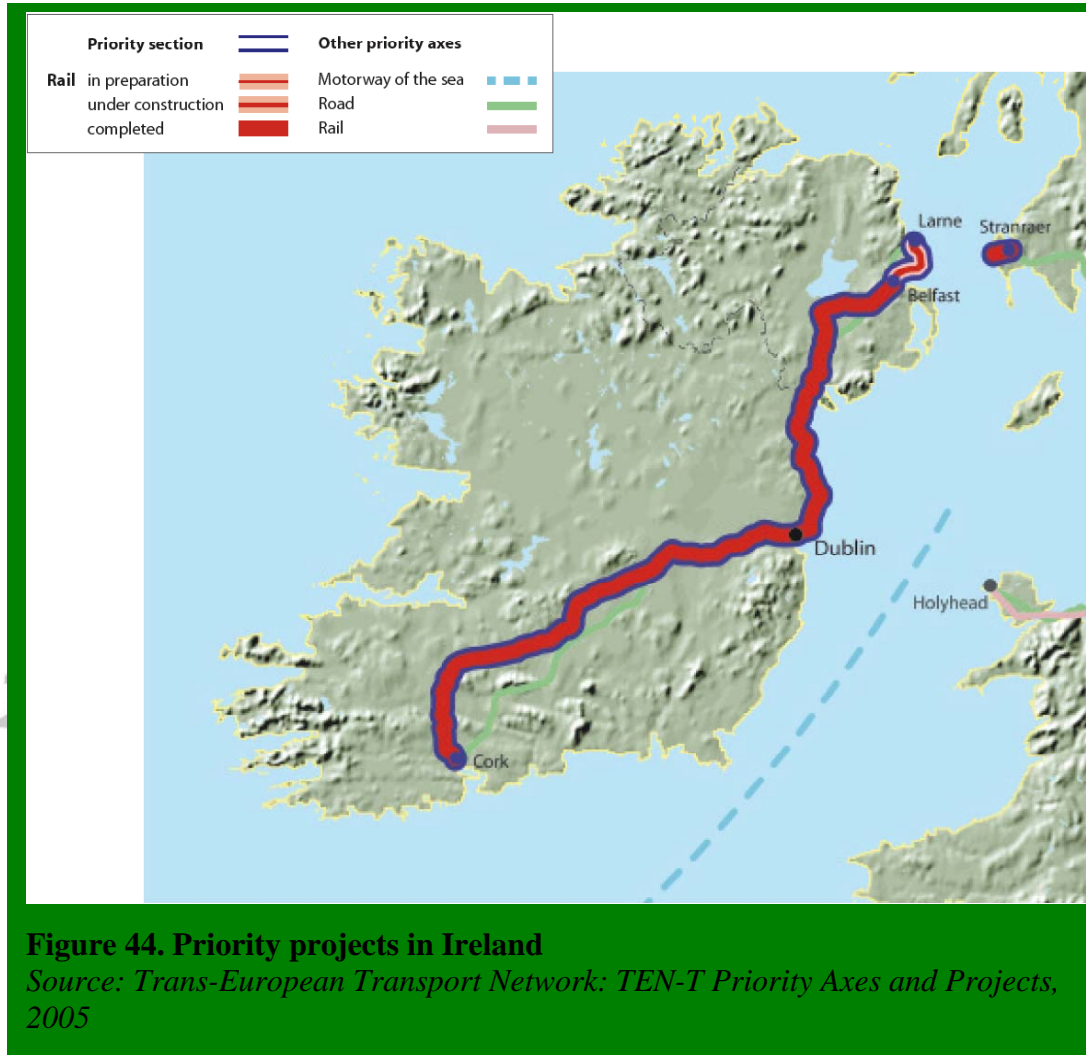 Priority section
Other priority axes
Rail in preparation
Motorway of the sea
under construction
Road
completed
Rail
Larne
Stranraer
Belfast
Dublin
Holyhead
Cork
Figure 44. Priority projects in Ireland
Source: Trans-European Transport Network: TEN-T Priority Axes and Projects,
2005